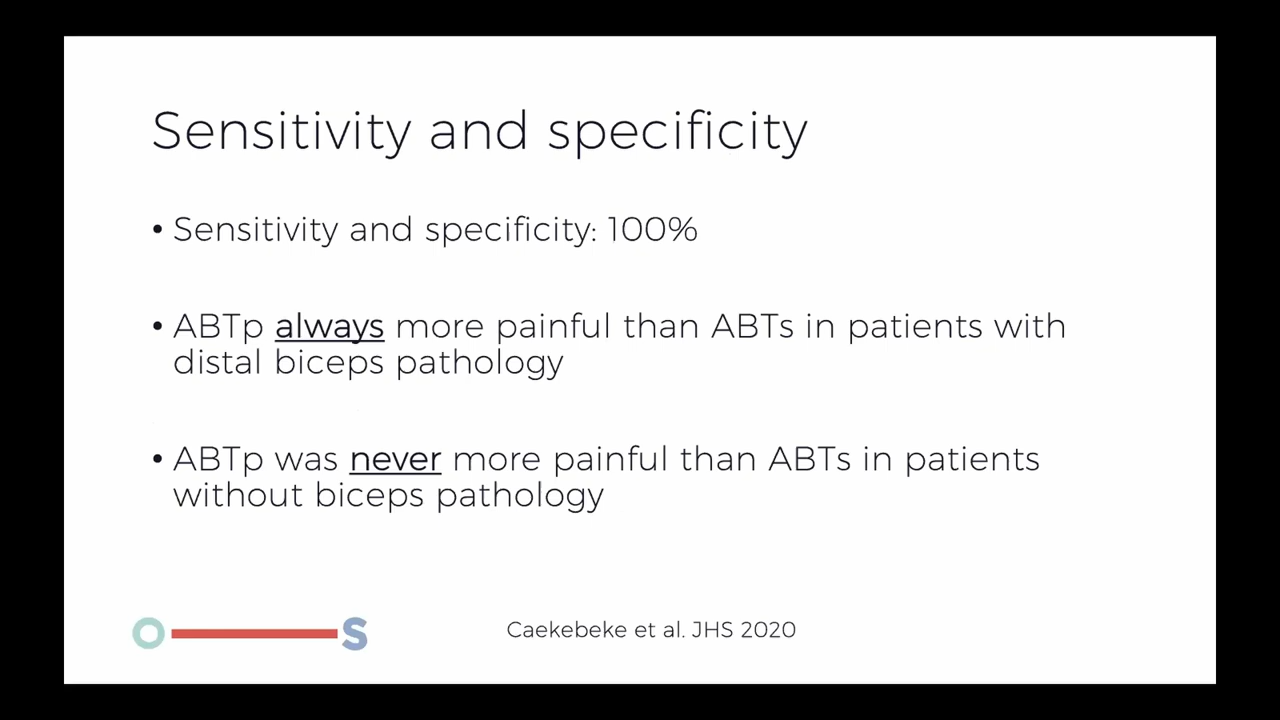 Sensitivity and specificity
• Sensitivity and specificity: 100%
• ABTp always more painful than ABTs in patients with
distal biceps pathology
• ABTp was never more painful than ABTs in patients
without biceps pathology
O S
Caekebeke et al. JHS 2020